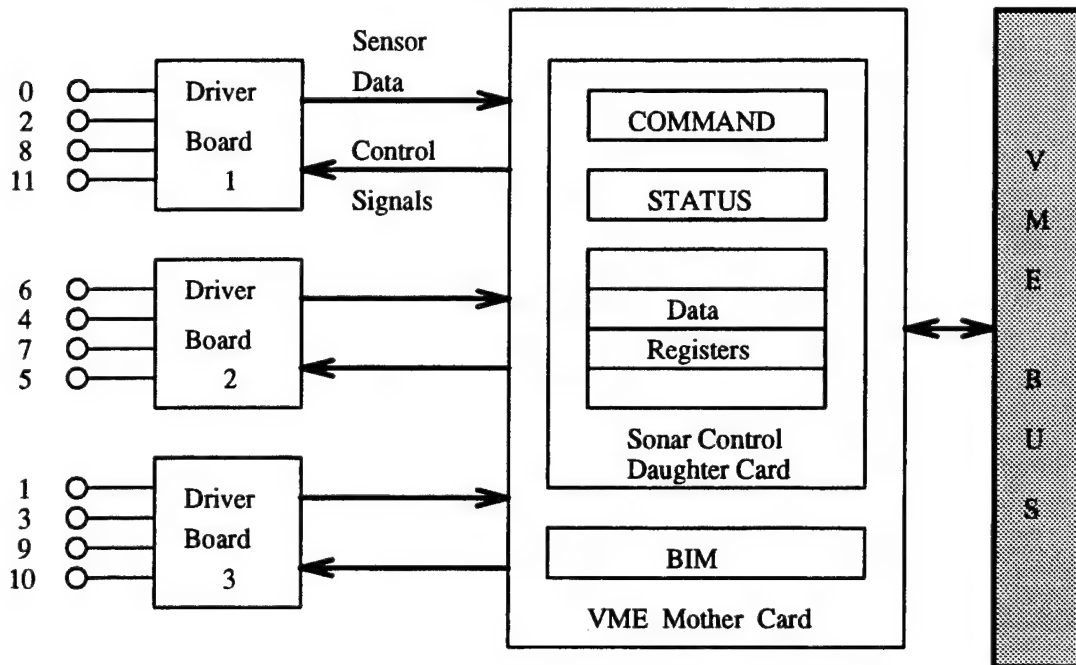 0
2
8
11
Driver
Board
1
Sensor
Data
Control
Signals
6
4
7
5
Driver
Board
2
1
3
9
10
Driver
Board
3
COMMAND
STATUS
Data
Registers
Sonar Control
Daughter Card
BIM
VME Mother Card
V
M
E
B
U
S